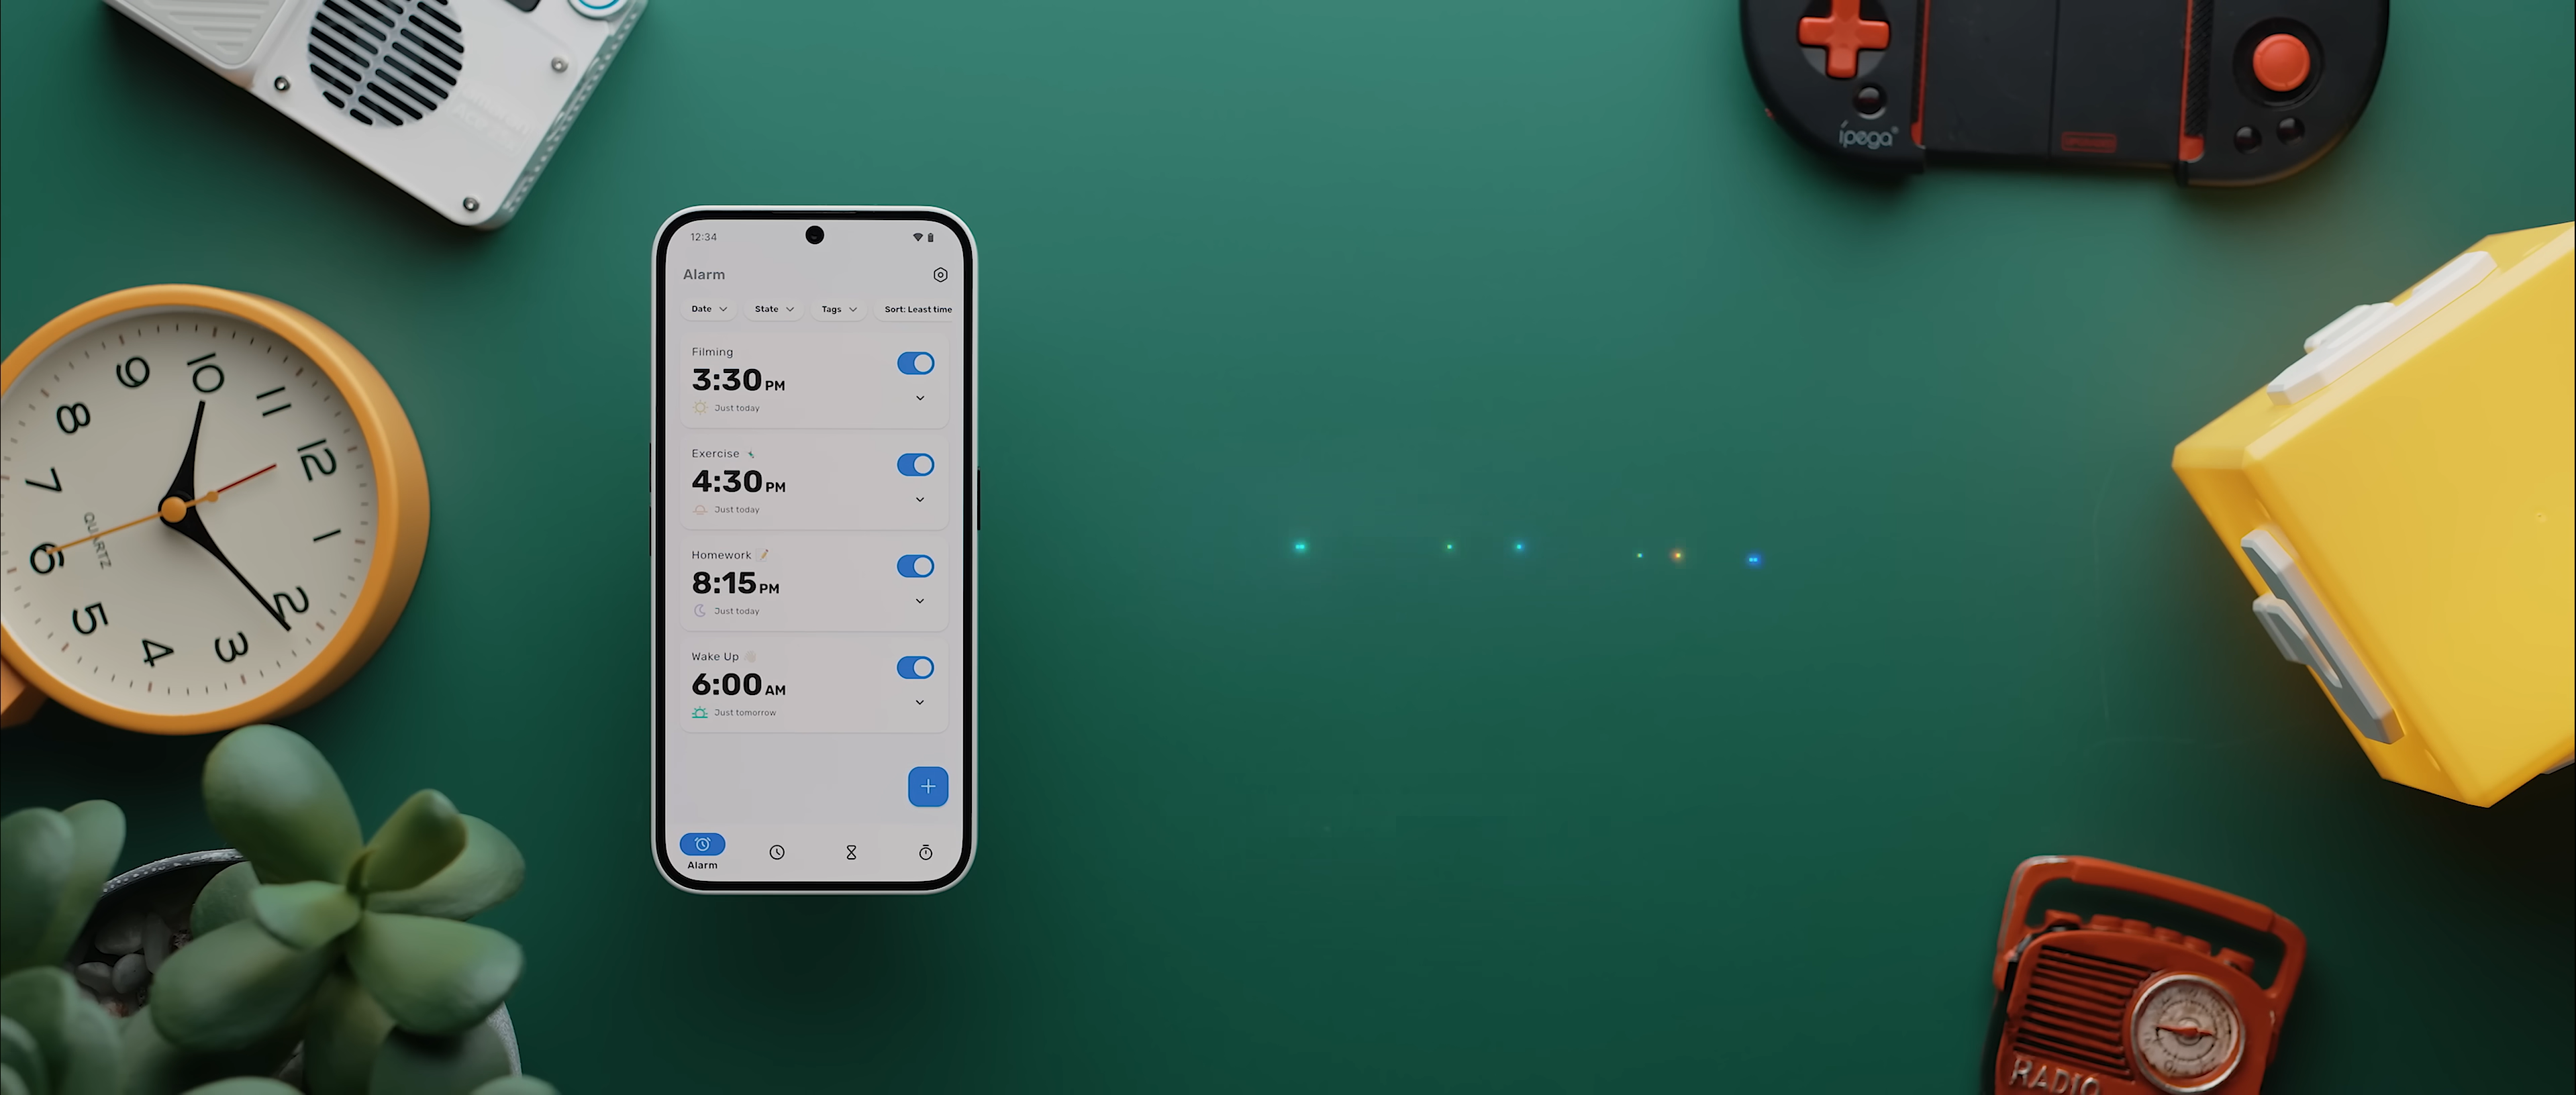 12:34
Alarm
Date
State
Tags
Sort: Least time
Filming
3:30 PM
Just today
Exercise
4:30 PM
Just today
Homework
8:15 PM
Just today
Wake Up
6:00 AM
Just tomorrow
Alarm
9
10
11
12
1
2
3
4
5
6
7
8
QUARTZ
ípega
RADIO